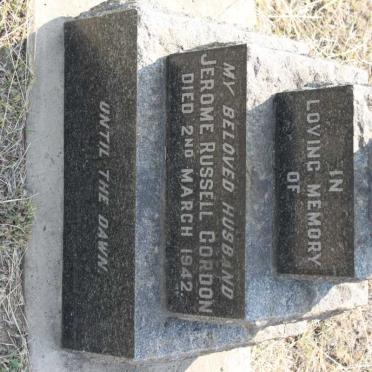 IN
LOVING MEMORY
OF
MY BELOVED HUSBAND
JEROME RUSSELL GORDON
DIED 2ND MARCH 1942
UNTIL THE DAWN